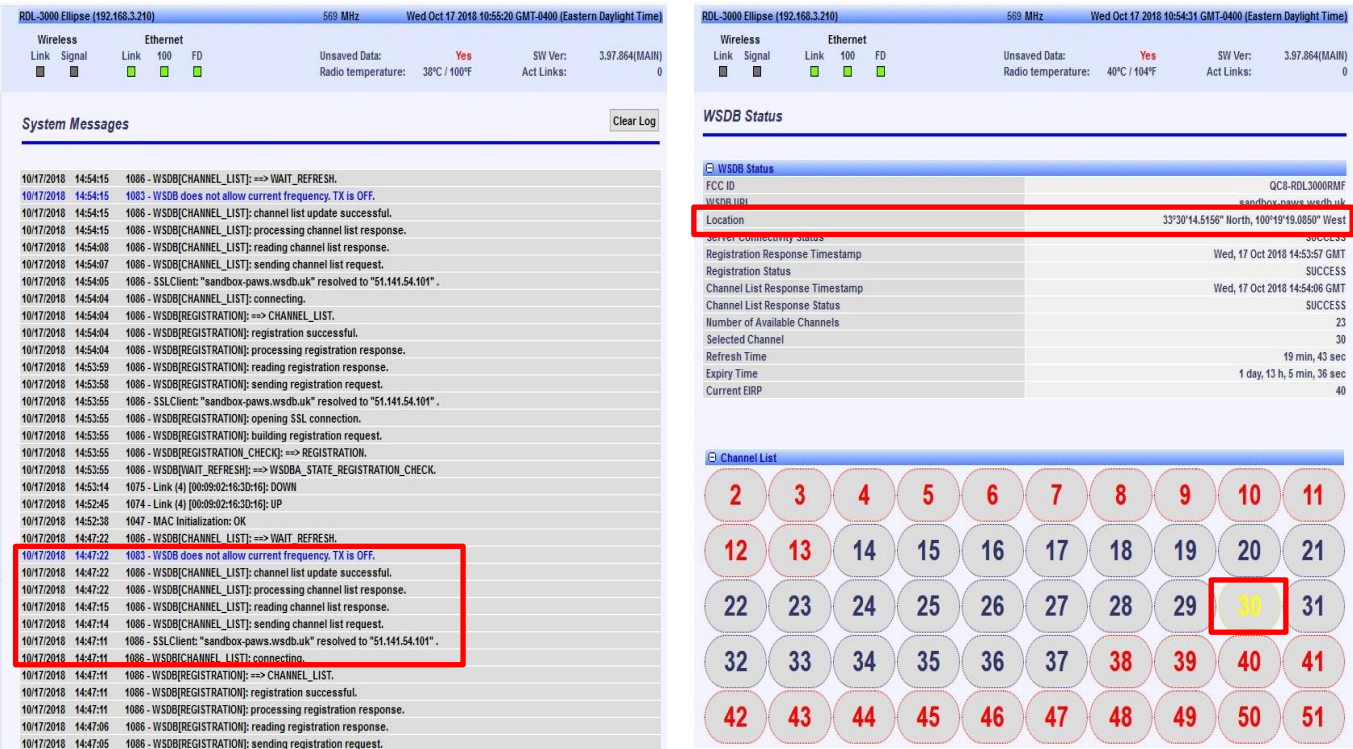 RDL-3000 Ellipse (192.168.3.210) 569 MHz Wed Oct 17 2018 10:55:20 GMT-0400 (Eastern Daylight Time)
Wireless Ethernet
Link Signal Link 100 FD Unsaved Data: Yes SW Ver: 3.97.864(MAIN)
Radio temperature: 38ºC / 100ºF Act Links: 0
System Messages Clear Log
10/17/2018 14:54:15 1086 - WSDB[CHANNEL_LIST]: ==> WAIT_REFRESH.
10/17/2018 14:54:15 1083 - WSDB does not allow current frequency. TX is OFF.
10/17/2018 14:54:15 1086 - WSDB[CHANNEL_LIST]: channel list update successful.
10/17/2018 14:54:15 1086 - WSDB[CHANNEL_LIST]: processing channel list response.
10/17/2018 14:54:08 1086 - WSDB[CHANNEL_LIST]: reading channel list response.
10/17/2018 14:54:07 1086 - WSDB[CHANNEL_LIST]: sending channel list request.
10/17/2018 14:54:05 1086 - SSLClient: "sandbox-paws.wsdb.uk" resolved to "51.141.54.101" .
10/17/2018 14:54:04 1086 - WSDB[CHANNEL_LIST]: connecting.
10/17/2018 14:54:04 1086 - WSDB[REGISTRATION]: ==> CHANNEL_LIST.
10/17/2018 14:54:04 1086 - WSDB[REGISTRATION]: registration successful.
10/17/2018 14:54:04 1086 - WSDB[REGISTRATION]: processing registration response.
10/17/2018 14:53:59 1086 - WSDB[REGISTRATION]: reading registration response.
10/17/2018 14:53:58 1086 - WSDB[REGISTRATION]: sending registration request.
10/17/2018 14:53:55 1086 - SSLClient: "sandbox-paws.wsdb.uk" resolved to "51.141.54.101" .
10/17/2018 14:53:55 1086 - WSDB[REGISTRATION]: opening SSL connection.
10/17/2018 14:53:55 1086 - WSDB[REGISTRATION]: building registration request.
10/17/2018 14:53:55 1086 - WSDB[REGISTRATION_CHECK]: ==> REGISTRATION.
10/17/2018 14:53:55 1086 - WSDB[WAIT_REFRESH]: ==> WSDBA_STATE_REGISTRATION_CHECK.
10/17/2018 14:53:14 1075 - Link (4) [00:09:02:16:3D:16]: DOWN
10/17/2018 14:52:45 1074 - Link (4) [00:09:02:16:3D:16]: UP
10/17/2018 14:52:38 1047 - MAC Initialization: OK
10/17/2018 14:47:22 1086 - WSDB[CHANNEL_LIST]: ==> WAIT_REFRESH.
10/17/2018 14:47:22 1083 - WSDB does not allow current frequency. TX is OFF.
10/17/2018 14:47:22 1086 - WSDB[CHANNEL_LIST]: channel list update successful.
10/17/2018 14:47:22 1086 - WSDB[CHANNEL_LIST]: processing channel list response.
10/17/2018 14:47:15 1086 - WSDB[CHANNEL_LIST]: reading channel list response.
10/17/2018 14:47:14 1086 - WSDB[CHANNEL_LIST]: sending channel list request.
10/17/2018 14:47:11 1086 - SSLClient: "sandbox-paws.wsdb.uk" resolved to "51.141.54.101" .
10/17/2018 14:47:11 1086 - WSDB[CHANNEL_LIST]: connecting.
10/17/2018 14:47:11 1086 - WSDB[REGISTRATION]: ==> CHANNEL_LIST.
10/17/2018 14:47:11 1086 - WSDB[REGISTRATION]: registration successful.
10/17/2018 14:47:11 1086 - WSDB[REGISTRATION]: processing registration response.
10/17/2018 14:47:06 1086 - WSDB[REGISTRATION]: reading registration response.
10/17/2018 14:47:05 1086 - WSDB[REGISTRATION]: sending registration request.
RDL-3000 Ellipse (192.168.3.210) 569 MHz Wed Oct 17 2018 10:54:31 GMT-0400 (Eastern Daylight Time)
Wireless Ethernet
Link Signal Link 100 FD Unsaved Data: Yes SW Ver: 3.97.864(MAIN)
Radio temperature: 40ºC / 104ºF Act Links: 0
WSDB Status
WSDB Status
FCC ID QC8-RDL3000RMF
WSDB URL sandbox-paws.wsdb.uk
Location 33º30'14.5156" North, 100º19'19.0850" West
Server Connectivity Status SUCCESS
Registration Response Timestamp Wed, 17 Oct 2018 14:53:57 GMT
Registration Status SUCCESS
Channel List Response Timestamp Wed, 17 Oct 2018 14:54:06 GMT
Channel List Response Status SUCCESS
Number of Available Channels 23
Selected Channel 30
Refresh Time 19 min, 43 sec
Expiry Time 1 day, 13 h, 5 min, 36 sec
Current EIRP 40
Channel List
2 3 4 5 6 7 8 9 10 11
12 13 14 15 16 17 18 19 20 21
22 23 24 25 26 27 28 29 30 31
32 33 34 35 36 37 38 39 40 41
42 43 44 45 46 47 48 49 50 51